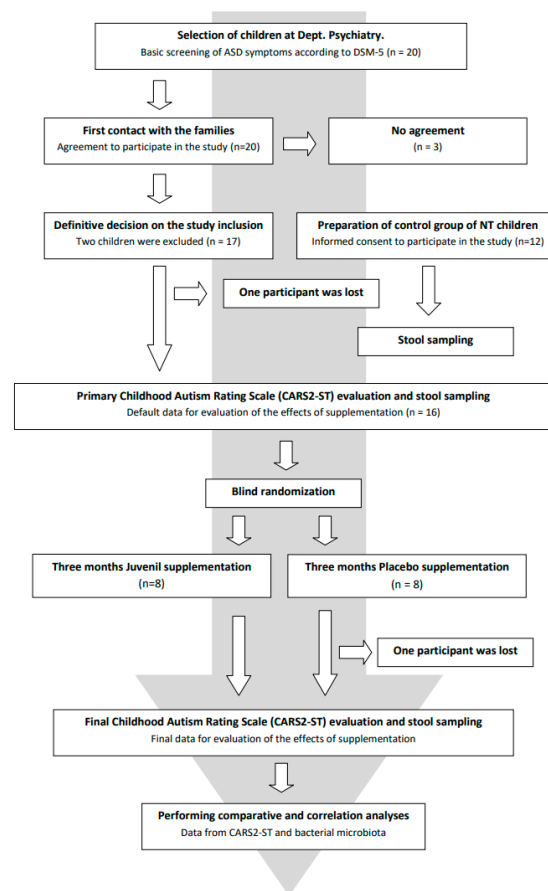 Selection of children at Dept. Psychiatry.
Basic screening of ASD symptoms according to DSM-5 (n = 20)
First contact with the families
Agreement to participate in the study (n=20)
No agreement
(n = 3)
Definitive decision on the study inclusion
Two children were excluded (n = 17)
Preparation of control group of NT children
Informed consent to participate in the study (n=12)
One participant was lost
Stool sampling
Primary Childhood Autism Rating Scale (CARS2-ST) evaluation and stool sampling
Default data for evaluation of the effects of supplementation (n = 16)
Blind randomization
Three months Juvenil supplementation
(n=8)
Three months Placebo supplementation
(n = 8)
One participant was lost
Final Childhood Autism Rating Scale (CARS2-ST) evaluation and stool sampling
Final data for evaluation of the effects of supplementation
Performing comparative and correlation analyses
Data from CARS2-ST and bacterial microbiota